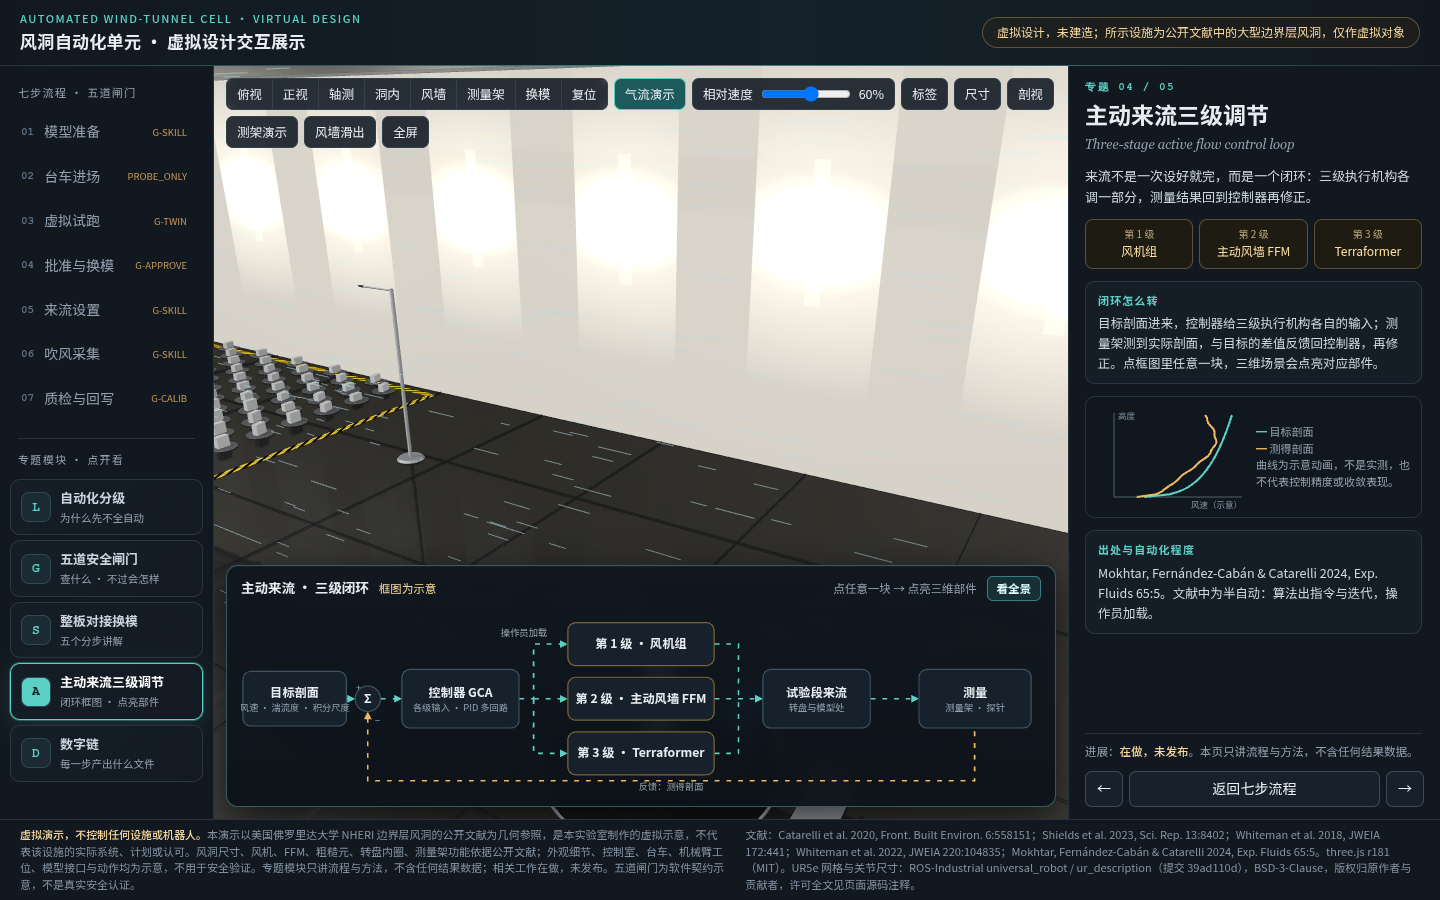 AUTOMATED WIND-TUNNEL CELL · VIRTUAL DESIGN
风洞自动化单元 · 虚拟设计交互展示
虚拟设计，未建造；所示设施为公开文献中的大型边界层风洞，仅作虚拟对象
七步流程 · 五道闸门
01 模型准备 G-SKILL
02 台车进场 PROBE_ONLY
03 虚拟试跑 G-TWIN
04 批准与换模 G-APPROVE
05 来流设置 G-SKILL
06 吹风采集 G-SKILL
07 质检与回写 G-CALIB
专题模块 · 点开看
L 自动化分级
为什么先不全自动
G 五道安全闸门
查什么 · 不过会怎样
S 整板对接换模
五个分步讲解
A 主动来流三级调节
闭环框图 · 点亮部件
D 数字链
每一步产出什么文件
俯视 正视 轴测 洞内 风墙 测量架 换模 复位 气流演示 相对速度 60% 标签 尺寸 剖视
测架演示 风墙滑出 全屏
主动来流 · 三级闭环 框图为示意 点任意一块 → 点亮三维部件 看全景
操作员加载
第 1 级 · 风机组
目标剖面
风速 · 湍流度 · 积分尺度
+
Σ
−
控制器 GCA
各级输入 · PID 多回路
第 2 级 · 主动风墙 FFM
试验段来流
转盘与模型处
测量
测量架 · 探针
第 3 级 · Terraformer
反馈：测得剖面
专题 04 / 05
主动来流三级调节
Three-stage active flow control loop
来流不是一次设好就完，而是一个闭环：三级执行机构各
调一部分，测量结果回到控制器再修正。
第 1 级
风机组
第 2 级
主动风墙 FFM
第 3 级
Terraformer
闭环怎么转
目标剖面进来，控制器给三级执行机构各自的输入；测
量架测到实际剖面，与目标的差值反馈回控制器，再修
正。点框图里任意一块，三维场景会点亮对应部件。
高度
风速（示意）
目标剖面
测得剖面
曲线为示意动画，不是实测，也
不代表控制精度或收敛表现。
出处与自动化程度
Mokhtar, Fernández-Cabán & Catarelli 2024, Exp.
Fluids 65:5。文献中为半自动：算法出指令与迭代，操
作员加载。
进展：在做，未发布。本页只讲流程与方法，不含任何结果数据。
← 返回七步流程 →
虚拟演示，不控制任何设施或机器人。本演示以美国佛罗里达大学 NHERI 边界层风洞的公开文献为几何参照，是本实验室制作的虚拟示意，不代
表该设施的实际系统、计划或认可。风洞尺寸、风机、FFM、粗糙元、转盘内圈、测量架功能依据公开文献；外观细节、控制室、台车、机械臂工
位、模型接口与动作均为示意，不用于安全验证。专题模块只讲流程与方法，不含任何结果数据；相关工作在做，未发布。五道闸门为软件契约示
意，不是真实安全认证。
文献：Catarelli et al. 2020, Front. Built Environ. 6:558151；Shields et al. 2023, Sci. Rep. 13:8402；Whiteman et al. 2018, JWEIA
172:441；Whiteman et al. 2022, JWEIA 220:104835；Mokhtar, Fernández-Cabán & Catarelli 2024, Exp. Fluids 65:5。three.js r181
（MIT）。UR5e 网格与关节尺寸：ROS-Industrial universal_robot / ur_description（提交 39ad110d），BSD-3-Clause，版权归原作者与
贡献者，许可全文见页面源码注释。